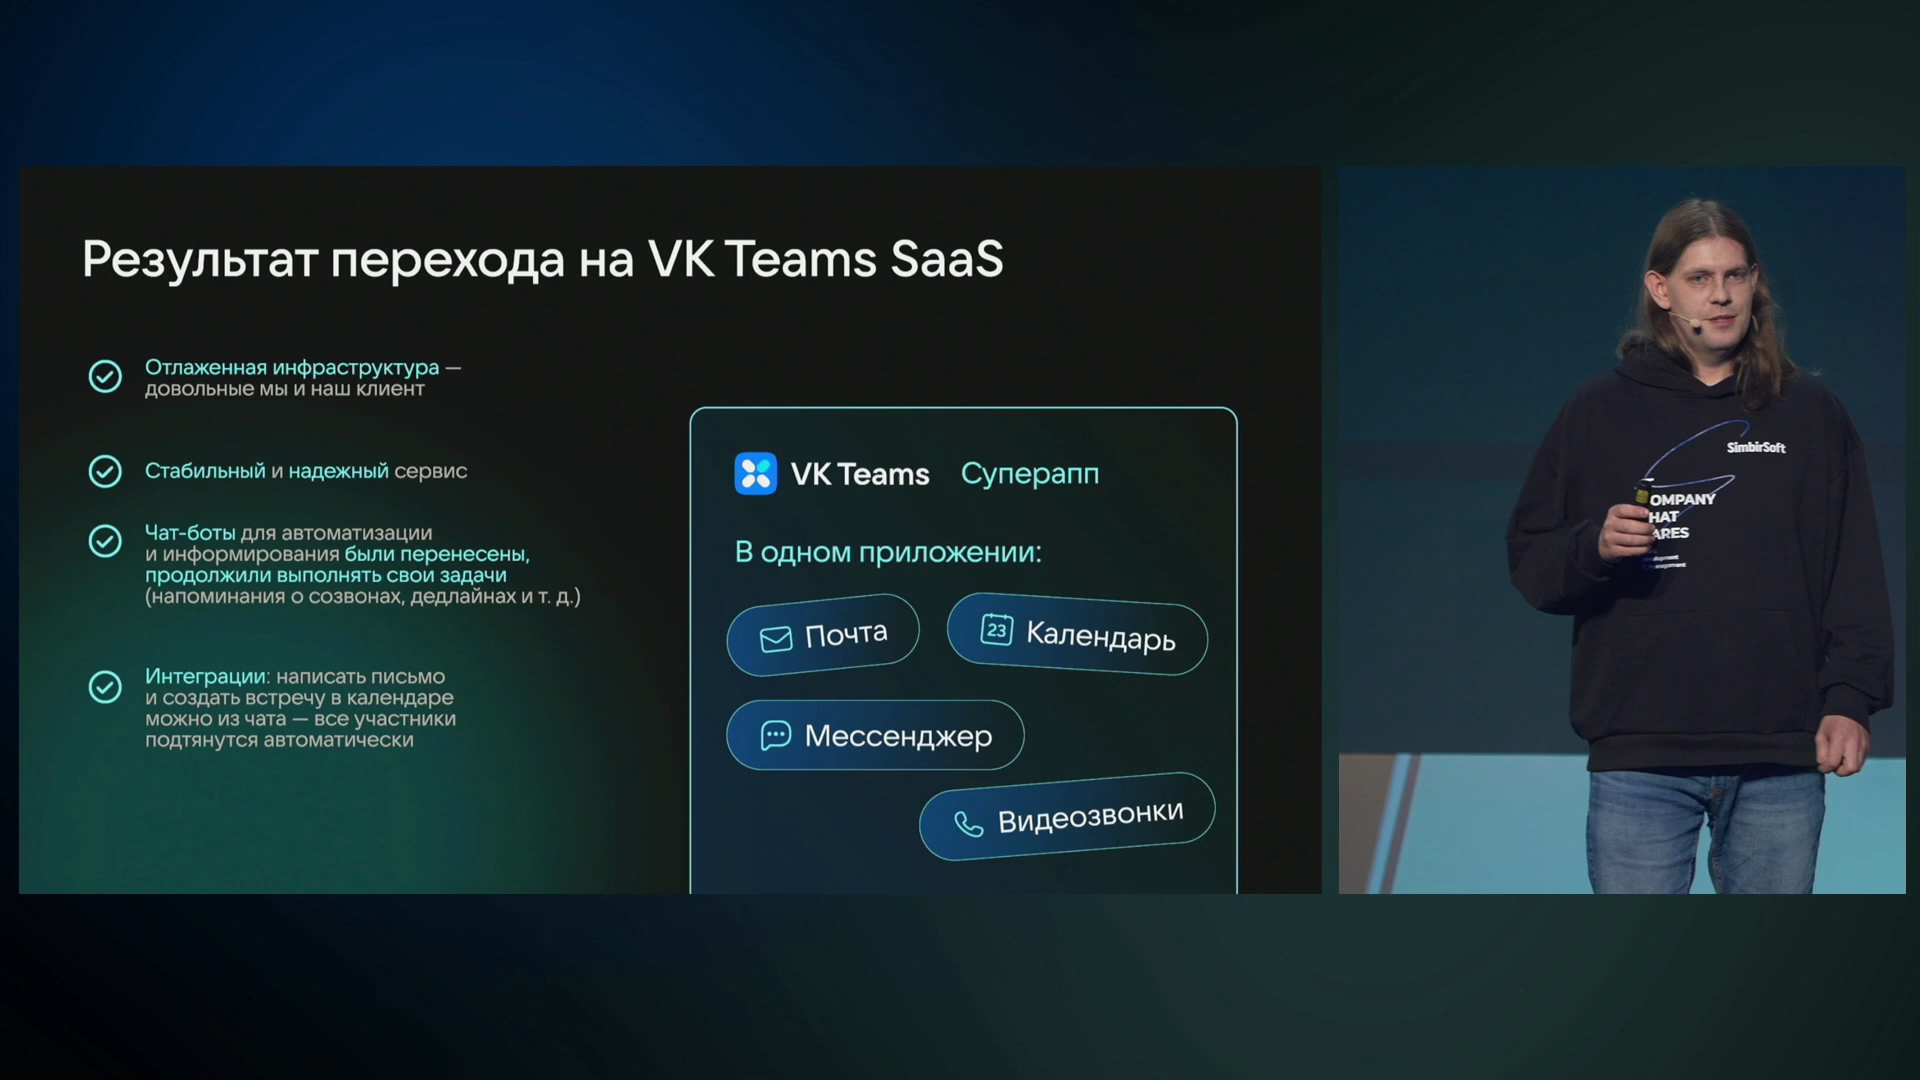 Результат перехода на VK Teams SaaS
Отлаженная инфраструктура —
довольные мы и наш клиент
Стабильный и надежный сервис
Чат-боты для автоматизации
и информирования были перенесены,
продолжили выполнять свои задачи
(напоминания о созвонах, дедлайнах и т. д.)
Интеграции: написать письмо
и создать встречу в календаре
можно из чата — все участники
подтянутся автоматически
VK Teams Суперапп
В одном приложении:
Почта
23 Календарь
Мессенджер
Видеозвонки
SimbirSoft
OMPANY
HAT
ARES